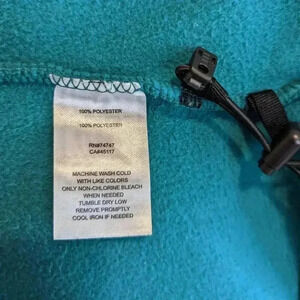 100% POLYESTER
100% POLYESTER
RN#74747
CA#45117
MACHINE WASH COLD
WITH LIKE COLORS
ONLY NON-CHLORINE BLEACH
WHEN NEEDED
TUMBLE DRY LOW
REMOVE PROMPTLY
COOL IRON IF NEEDED